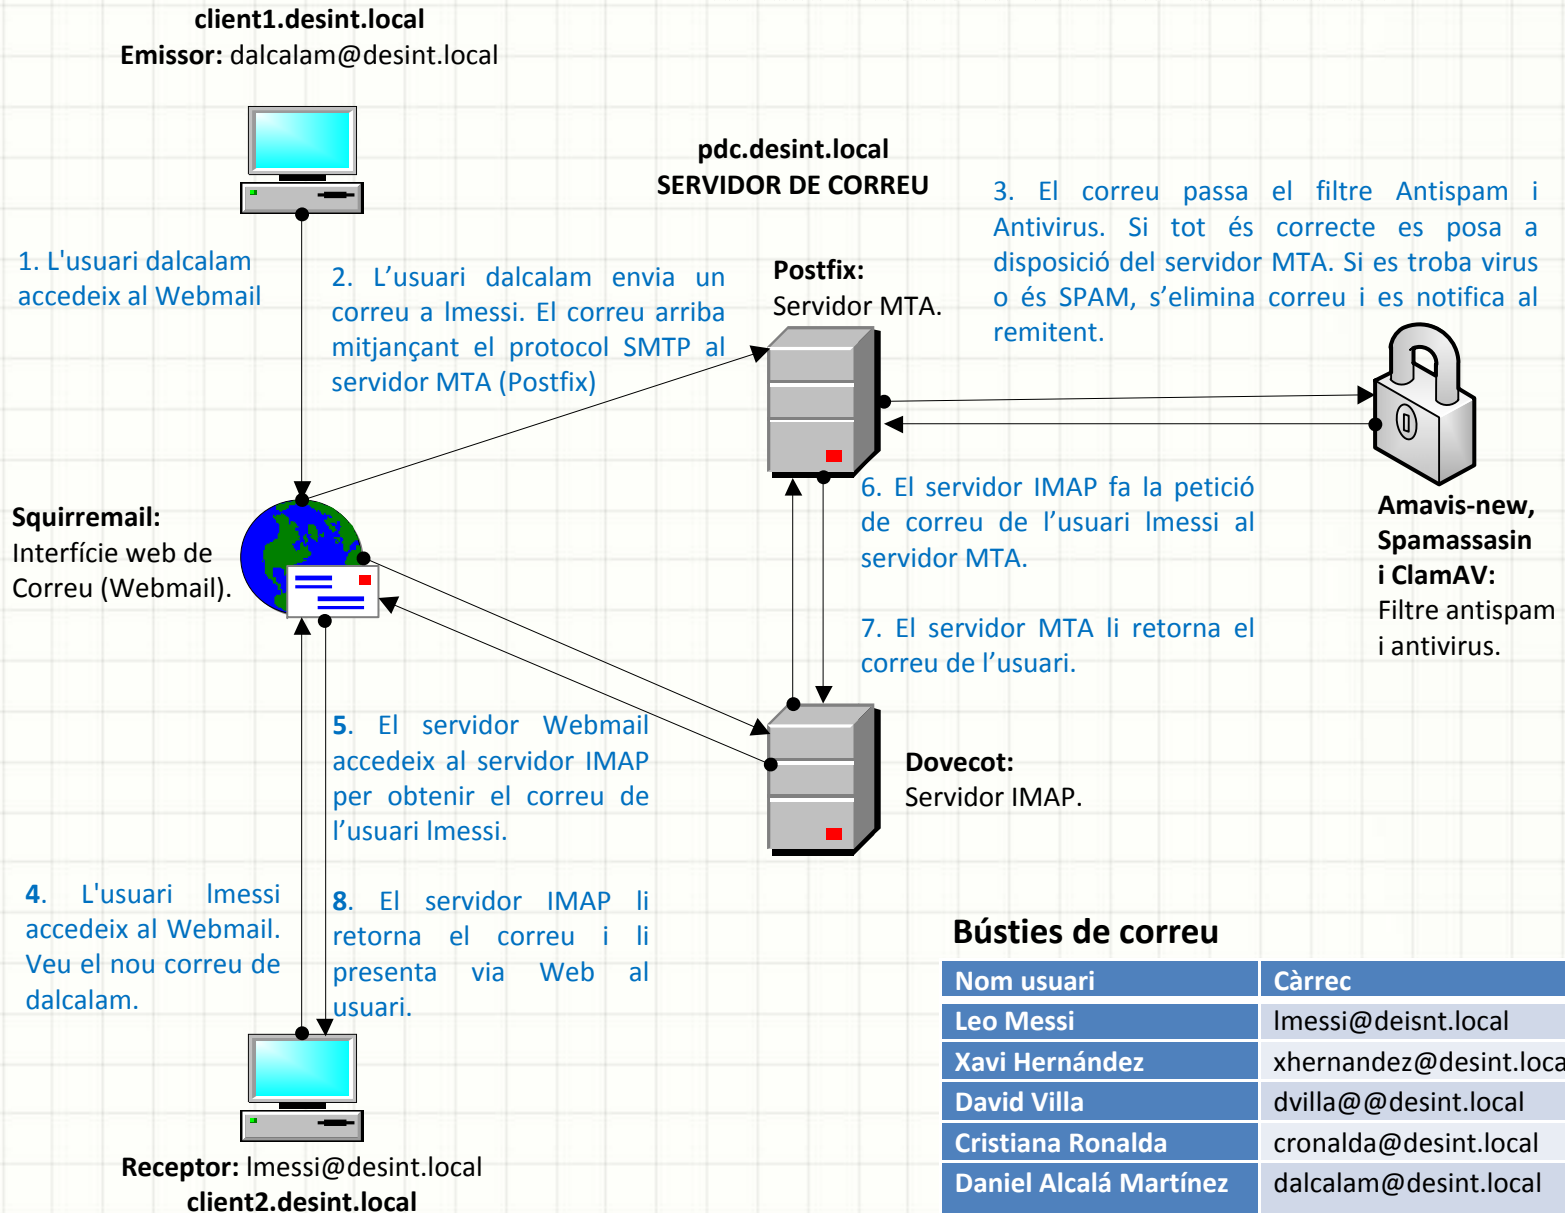 client1.desint.local
Emissor: dalcalam@desint.local
pdc.desint.local
SERVIDOR DE CORREU
1. L'usuari dalcalam
accedeix al Webmail
2. L’usuari dalcalam envia un
correu a lmessi. El correu arriba
mitjançant el protocol SMTP al
servidor MTA (Postfix)
Postfix:
Servidor MTA.
3. El correu passa el filtre Antispam i
Antivirus. Si tot és correcte es posa a
disposició del servidor MTA. Si es troba virus
o és SPAM, s’elimina correu i es notifica al
remitent.
Squirremail:
Interfície web de
Correu (Webmail).
6. El servidor IMAP fa la petició
de correu de l’usuari lmessi al
servidor MTA.
7. El servidor MTA li retorna el
correu de l’usuari.
Amavis-new,
Spamassasin
i ClamAV:
Filtre antispam
i antivirus.
5. El servidor Webmail
accedeix al servidor IMAP
per obtenir el correu de
l’usuari lmessi.
Dovecot:
Servidor IMAP.
4. L'usuari lmessi
accedeix al Webmail.
Veu el nou correu de
dalcalam.
8. El servidor IMAP li
retorna el correu i li
presenta via Web al
usuari.
Receptor: lmessi@desint.local
client2.desint.local
Bústies de correu
Nom usuari Càrrec
Leo Messi lmessi@deisnt.local
Xavi Hernández xhernandez@desint.loca
David Villa dvilla@@desint.local
Cristiana Ronalda cronalda@desint.local
Daniel Alcalá Martínez dalcalam@desint.local